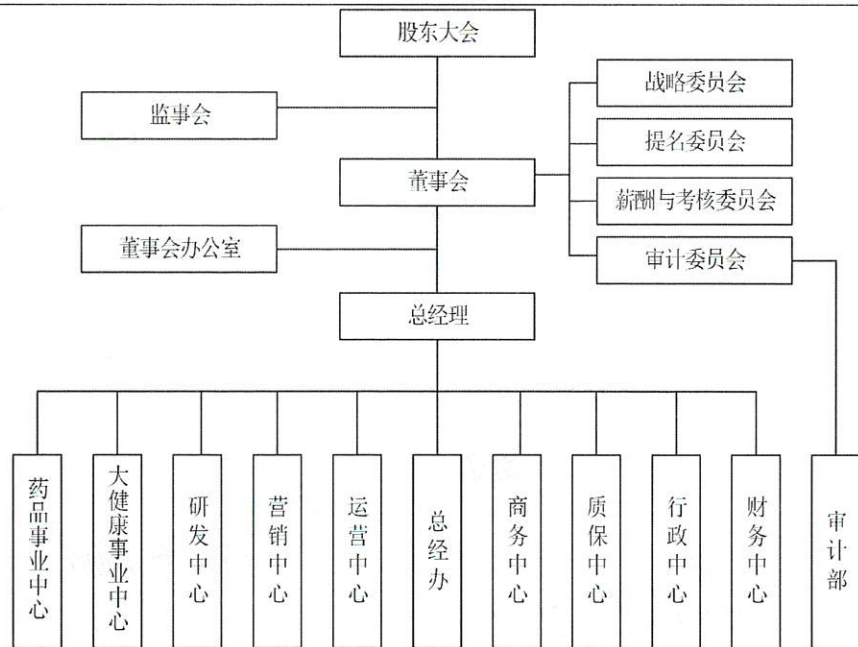 股东大会
战略委员会
监事会
提名委员会
董事会
薪酬与考核委员会
董事会办公室
审计委员会
总经理
药品事业中心
大健康事业中心
研发中心
营销中心
运营中心
总经办
商务中心
质保中心
行政中心
财务中心
审计部